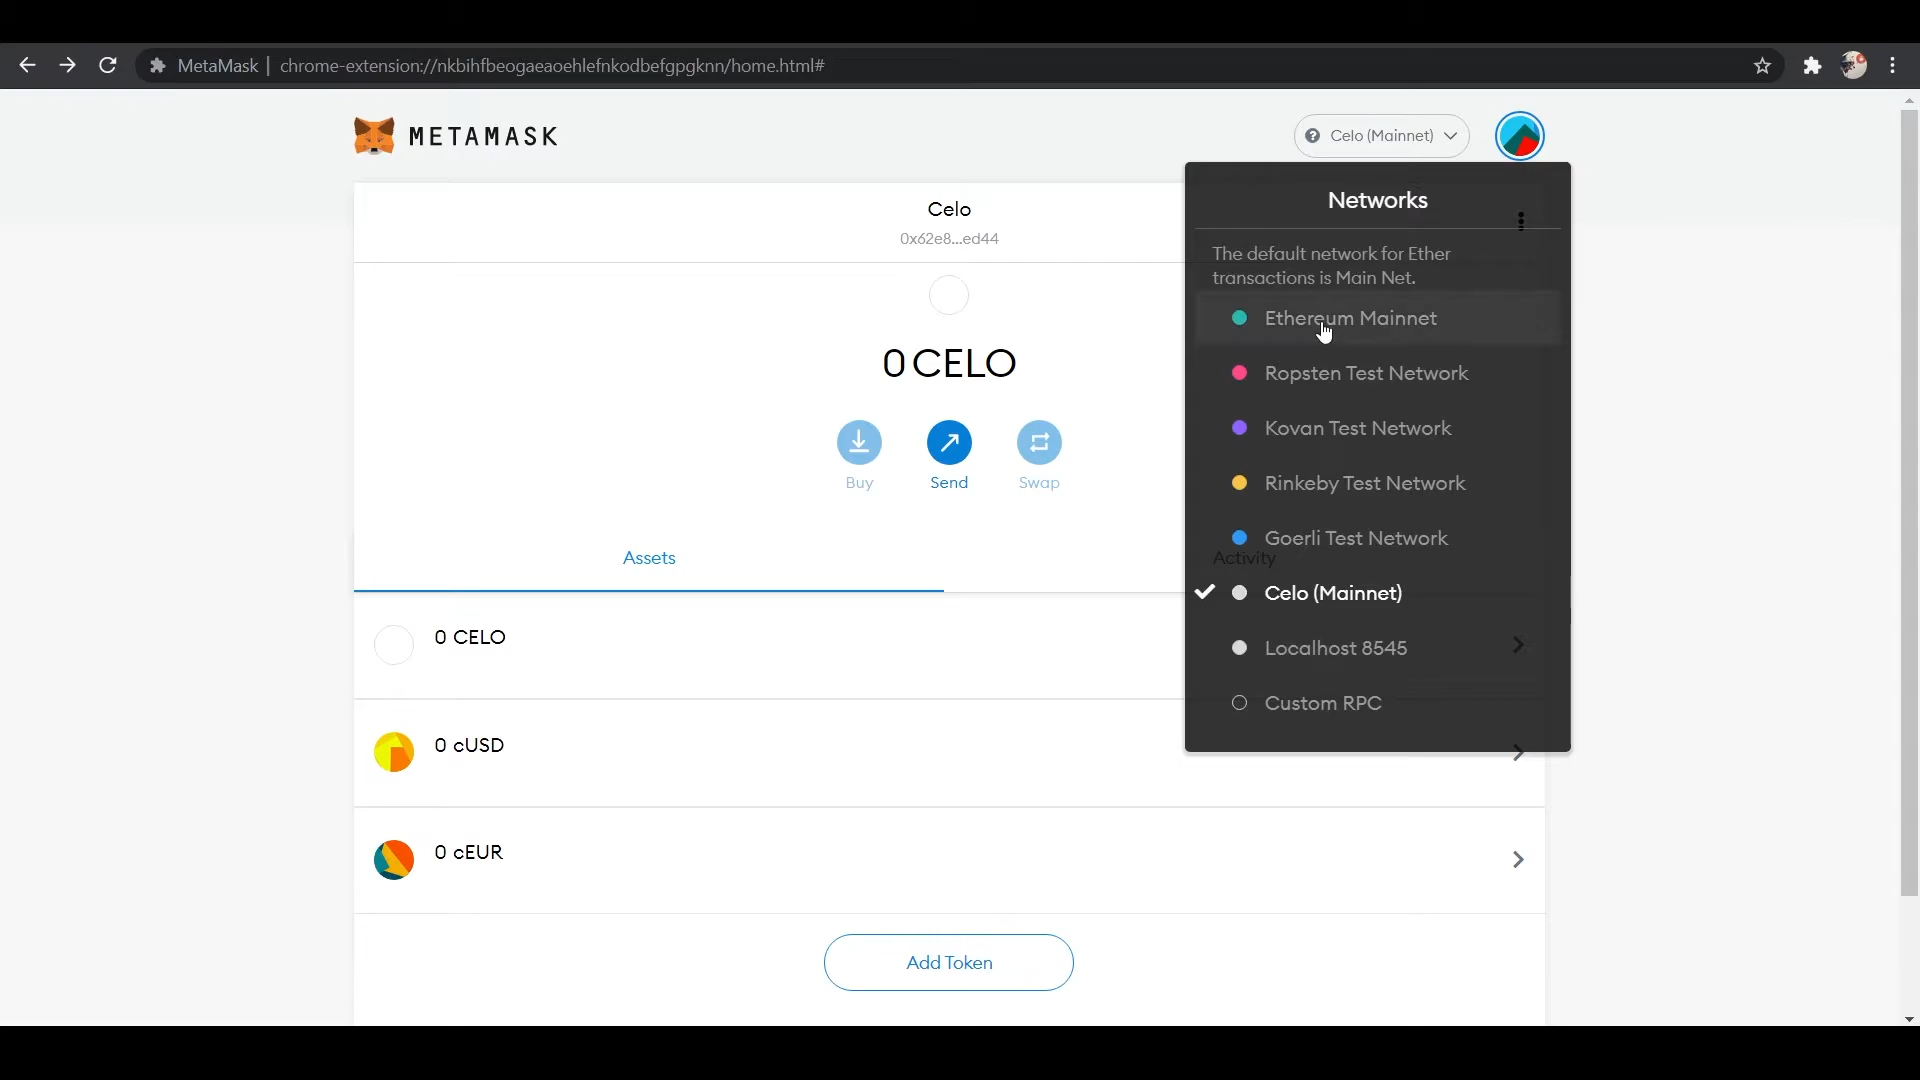 MetaMask | chrome-extension://nkbihfbeogaeaoehlefnkodbefgpgknn/home.html#
METAMASK
Celo (Mainnet)
Celo
0x62e8...ed44
0 CELO
Buy
Send
Swap
Assets
Activity
0 CELO
0 cUSD
0 cEUR
Add Token
Networks
The default network for Ether
transactions is Main Net.
Ethereum Mainnet
Ropsten Test Network
Kovan Test Network
Rinkeby Test Network
Goerli Test Network
Celo (Mainnet)
Localhost 8545
Custom RPC